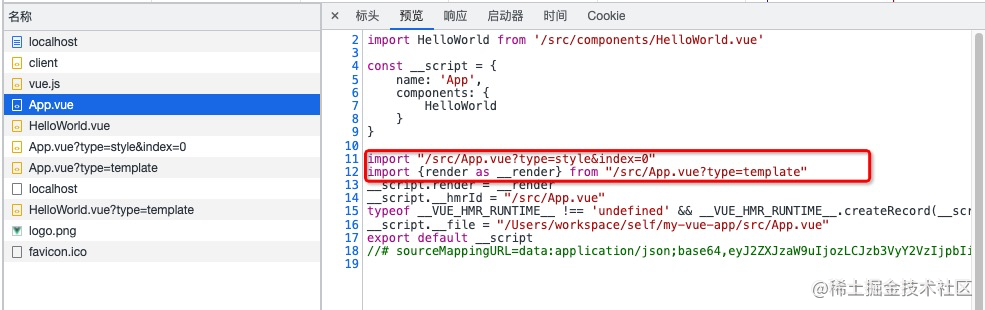 名称
× 标头 预览 响应 启动器 时间 Cookie
localhost
client
vue.js
App.vue
HelloWorld.vue
App.vue?type=style&index=0
App.vue?type=template
localhost
HelloWorld.vue?type=template
logo.png
favicon.ico
2 import HelloWorld from '/src/components/HelloWorld.vue'
3
4 const __script = {
5 name: 'App',
6 components: {
7 HelloWorld
8 }
9 }
10
11 import "/src/App.vue?type=style&index=0"
12 import {render as __render} from "/src/App.vue?type=template"
13 __script.render = __render
14 __script.__hmrId = "/src/App.vue"
15 typeof __VUE_HMR_RUNTIME__ !== 'undefined' && __VUE_HMR_RUNTIME__.createRecord(__scr
16 __script.__file = "/Users/workspace/self/my-vue-app/src/App.vue"
17 export default __script
18 //# sourceMappingURL=data:application/json;base64,eyJ2ZXJzaW9uIjozLCJzb3VyY2VzIjpbIi
19
@稀土掘金技术社区